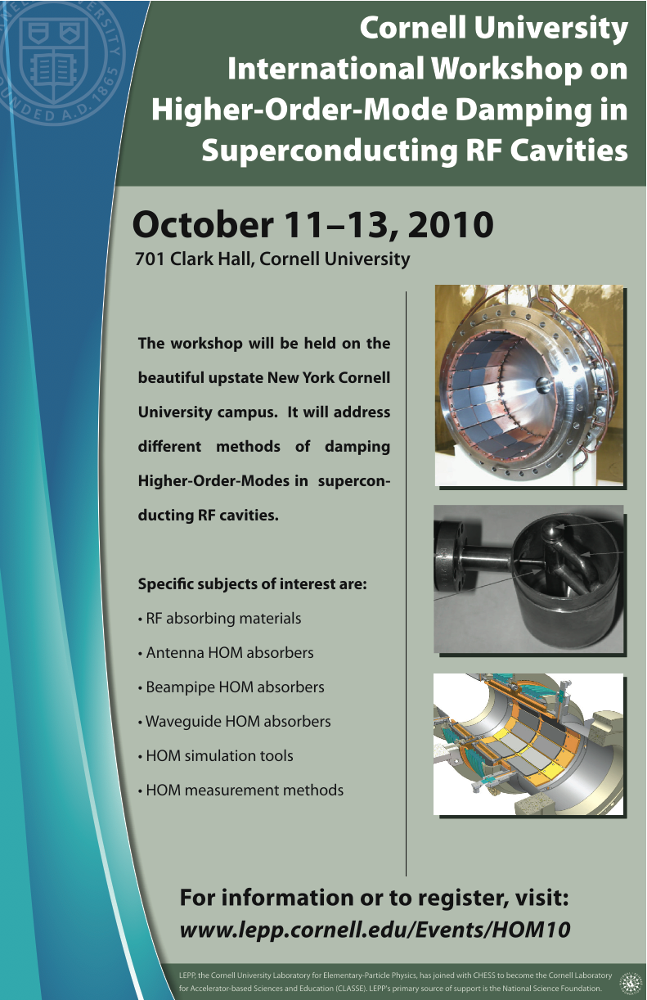 Cornell University
International Workshop on
Higher-Order-Mode Damping in
Superconducting RF Cavities
FOUNDED A.D. 1865
October 11–13, 2010
701 Clark Hall, Cornell University
The workshop will be held on the
beautiful upstate New York Cornell
University campus. It will address
different methods of damping
Higher-Order-Modes in supercon-
ducting RF cavities.
Specific subjects of interest are:
• RF absorbing materials
• Antenna HOM absorbers
• Beampipe HOM absorbers
• Waveguide HOM absorbers
• HOM simulation tools
• HOM measurement methods
For information or to register, visit:
www.lepp.cornell.edu/Events/HOM10
LEPP, the Cornell University Laboratory for Elementary-Particle Physics, has joined with CHESS to become the Cornell Laboratory
for Accelerator-based Sciences and Education (CLASSE). LEPP's primary source of support is the National Science Foundation.